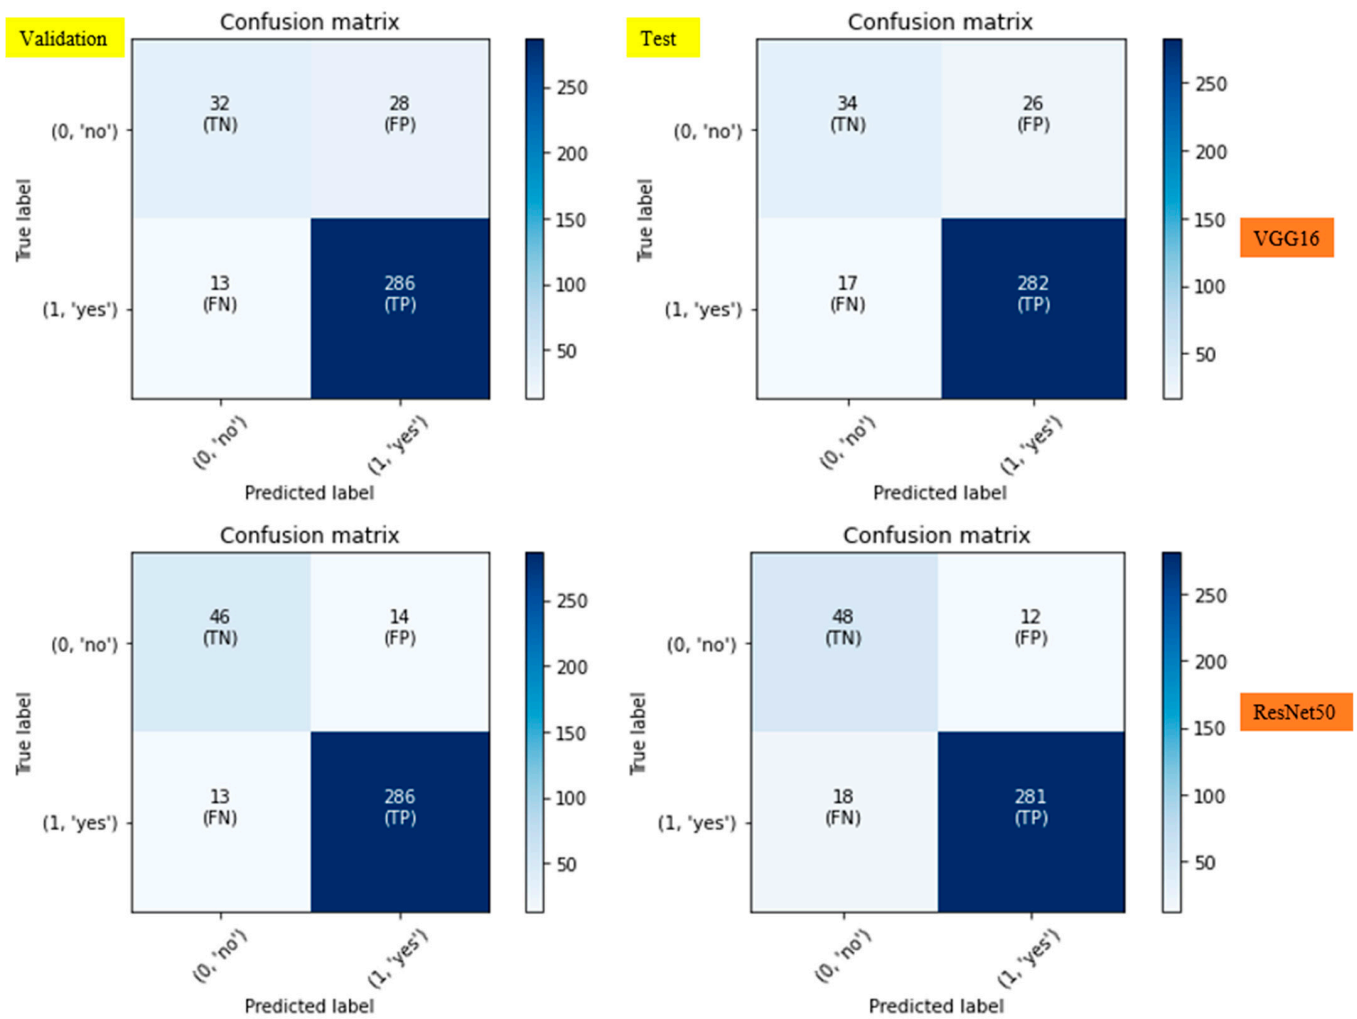 Validation
Confusion matrix
32
(TN)
28
(FP)
13
(FN)
286
(TP)
(0, 'no')
(1, 'yes')
True label
(0, 'no')
(1, 'yes')
Predicted label
250
200
150
100
50
Test
Confusion matrix
34
(TN)
26
(FP)
17
(FN)
282
(TP)
(0, 'no')
(1, 'yes')
True label
(0, 'no')
(1, 'yes')
Predicted label
250
200
150
100
50
VGG16
Confusion matrix
46
(TN)
14
(FP)
13
(FN)
286
(TP)
(0, 'no')
(1, 'yes')
True label
(0, 'no')
(1, 'yes')
Predicted label
250
200
150
100
50
Confusion matrix
48
(TN)
12
(FP)
18
(FN)
281
(TP)
(0, 'no')
(1, 'yes')
True label
(0, 'no')
(1, 'yes')
Predicted label
250
200
150
100
50
ResNet50